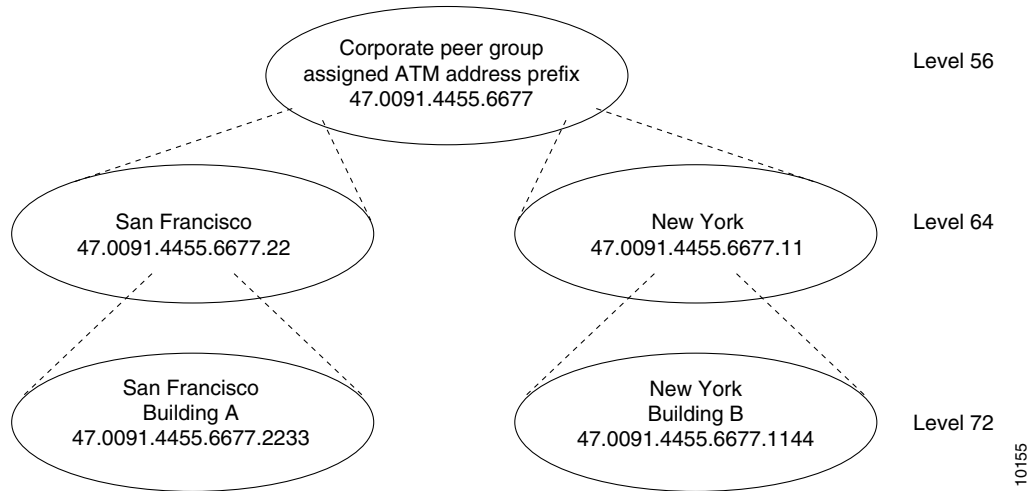 Corporate peer group
assigned ATM address prefix
47.0091.4455.6677
Level 56
San Francisco
47.0091.4455.6677.22
New York
47.0091.4455.6677.11
Level 64
San Francisco
Building A
47.0091.4455.6677.2233
New York
Building B
47.0091.4455.6677.1144
Level 72
10155